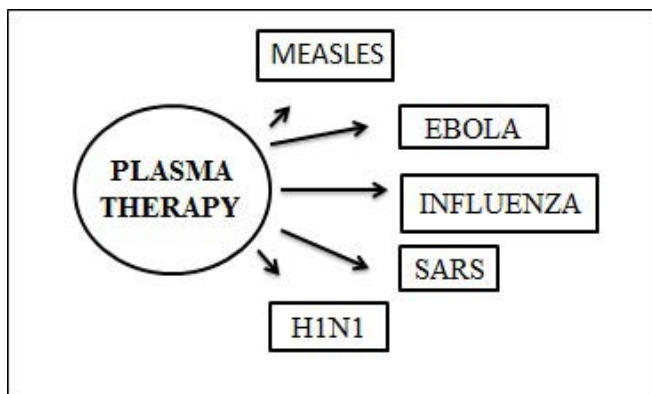 MEASLES
EBOLA
PLASMA
THERAPY
INFLUENZA
SARS
H1N1